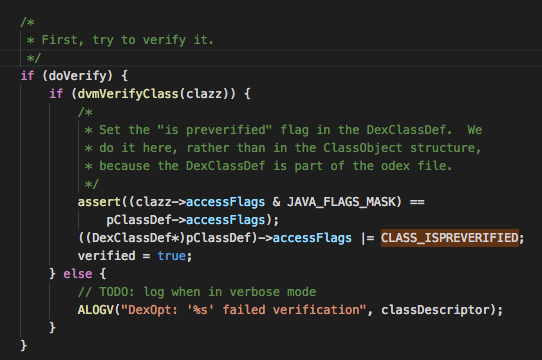 /*
 * First, try to verify it.
 */
if (doVerify) {
    if (dvmVerifyClass(clazz)) {
        /*
         * Set the "is preverified" flag in the DexClassDef.  We
         * do it here, rather than in the ClassObject structure,
         * because the DexClassDef is part of the odex file.
         */
        assert((clazz->accessFlags & JAVA_FLAGS_MASK) ==
            pClassDef->accessFlags);
        ((DexClassDef*)pClassDef)->accessFlags |= CLASS_ISPREVERIFIED;
        verified = true;
    } else {
        // TODO: log when in verbose mode
        ALOGV("DexOpt: '%s' failed verification", classDescriptor);
    }
}